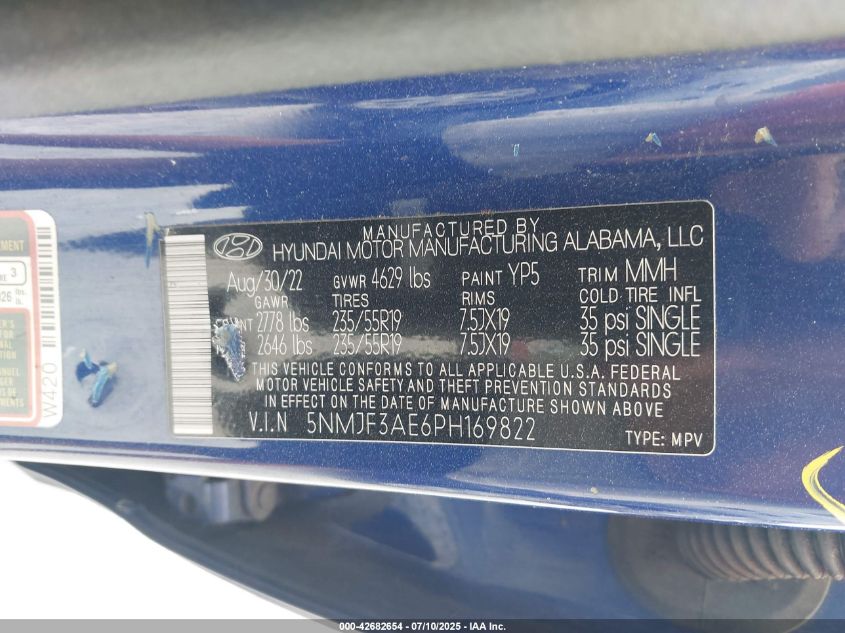 MANUFACTURED BY
HYUNDAI MOTOR MANUFACTURING ALABAMA, LLC
Aug/30/22 GVWR 4629 lbs PAINT YP5 TRIM MMH
GAWR TIRES RIMS COLD TIRE INFL
2778 lbs 235/55R19 7.5JX19 35 psi SINGLE
2646 lbs 235/55R19 7.5JX19 35 psi SINGLE
THIS VEHICLE CONFORMS TO ALL APPLICABLE U.S.A. FEDERAL
MOTOR VEHICLE SAFETY AND THEFT PREVENTION STANDARDS
IN EFFECT ON THE DATE OF MANUFACTURE SHOWN ABOVE
V.I.N 5NMJF3AE6PH169822
TYPE: MPV
3
W420
000-42682654 - 07/10/2025 - IAA Inc.